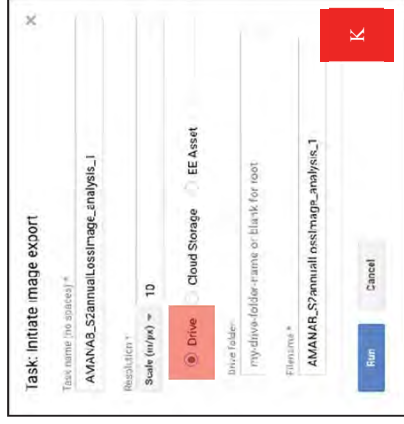 Task: Initiate image export
×
Task name (no spaces) *
AMANAB_S2annualLossImage_analysis_1
Resolution *
Scale (m/px) 10
Drive Cloud Storage EE Asset
Drive folder
my-drive-folder-name or blank for root
Filename *
AMANAB_S2annualLossImage_analysis_1
Run Cancel
K